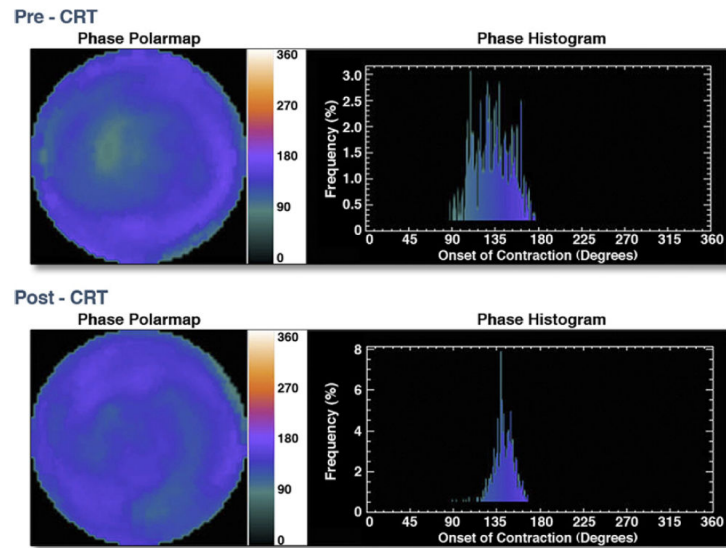 Pre - CRT
Phase Polarmap
360
270
180
90
0
Phase Histogram
Frequency (%)
3.0
2.5
2.0
1.5
1.0
0.5
0
0 45 90 135 180 225 270 315 360
Onset of Contraction (Degrees)
Post - CRT
Phase Polarmap
360
270
180
90
0
Phase Histogram
Frequency (%)
8
6
4
2
0
0 45 90 135 180 225 270 315 360
Onset of Contraction (Degrees)